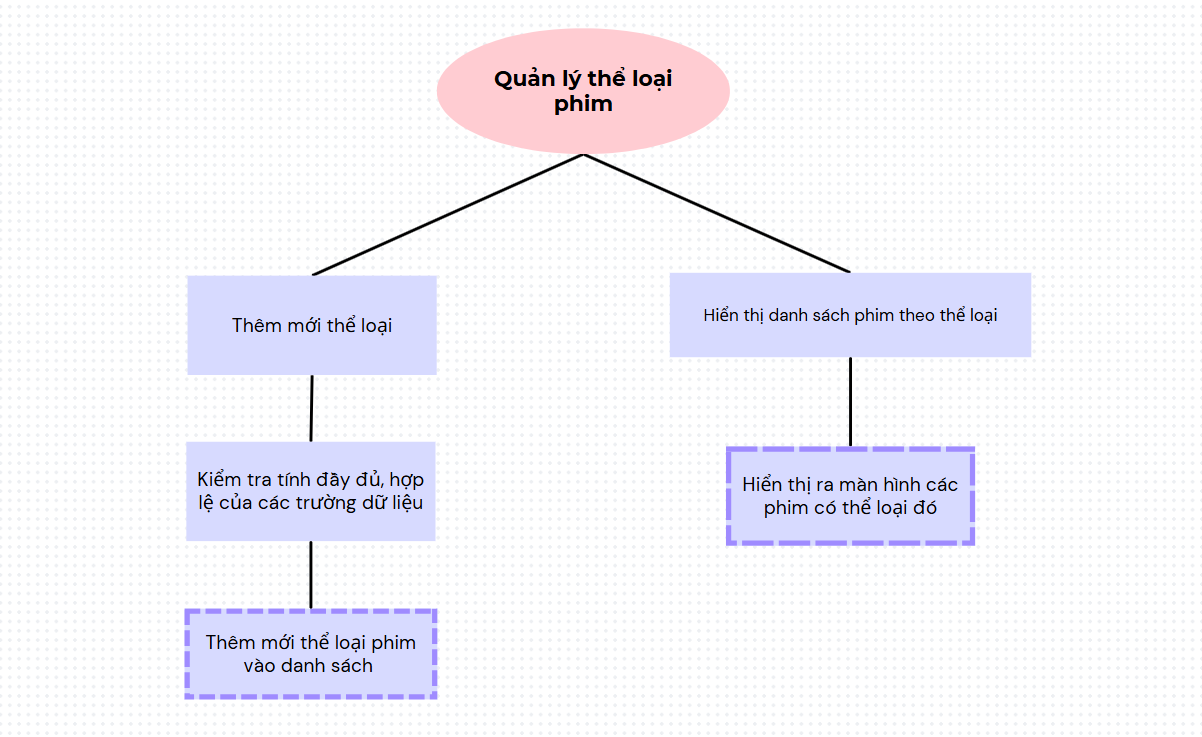 Quản lý thể loại
phim
Thêm mới thể loại
Hiển thị danh sách phim theo thể loại
Kiểm tra tính đầy đủ, hợp
lệ của các trường dữ liệu
Hiển thị ra màn hình các
phim có thể loại đó
Thêm mới thể loại phim
vào danh sách